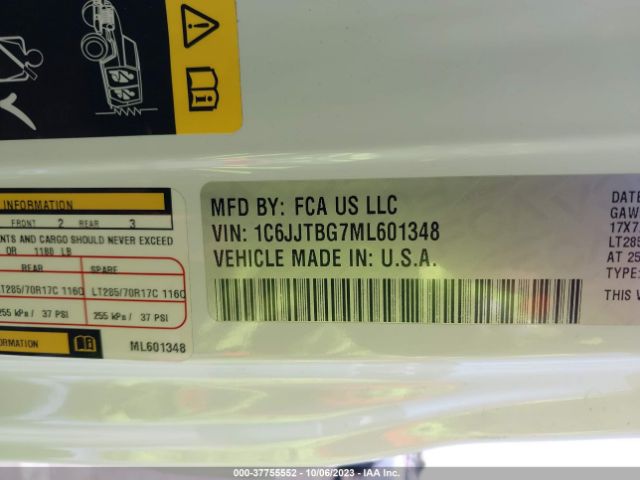 INFORMATION
FRONT 2 REAR 3
NTS AND CARGO SHOULD NEVER EXCEED
OR 1180 LB
REAR SPARE
LT285/70R17C 116Q LT285/70R17C 116Q
255 kPa / 37 PSI 255 kPa / 37 PSI
ORMATION ML601348
MFD BY: FCA US LLC
VIN: 1C6JJTBG7ML601348
VEHICLE MADE IN: U.S.A.
DATE
GAW
17X7
LT285
AT 25
TYPE:
THIS V
000-37755552 - 10/06/2023 - IAA Corp.